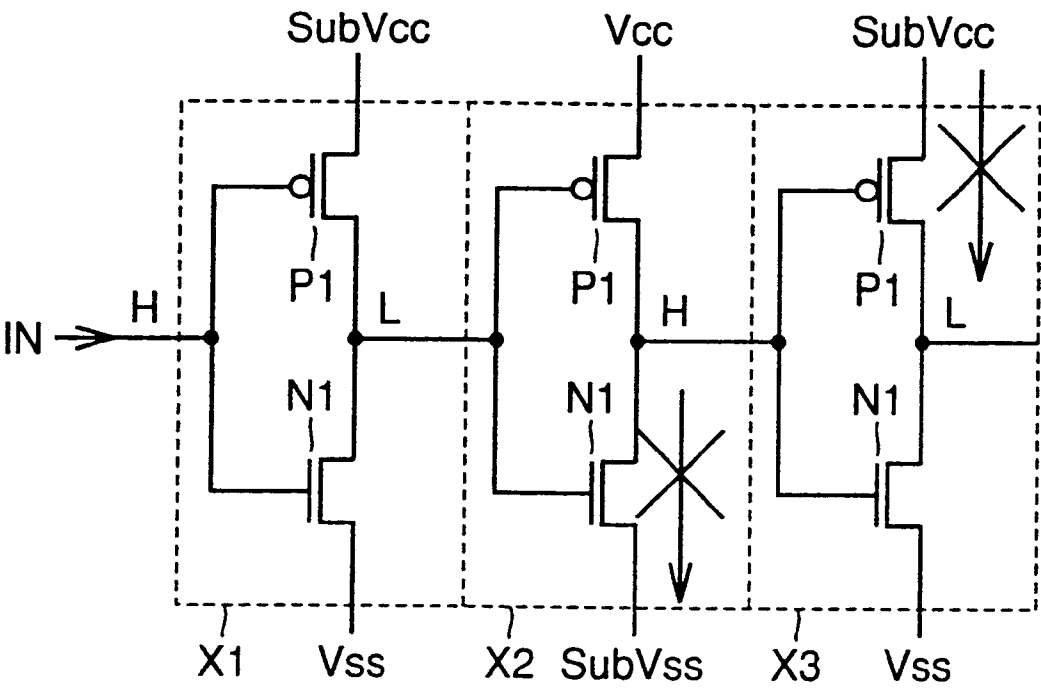 SubVcc Vcc SubVcc
P1 P1 P1
IN H L H L
N1 N1 N1
X1 Vss X2 SubVss X3 Vss